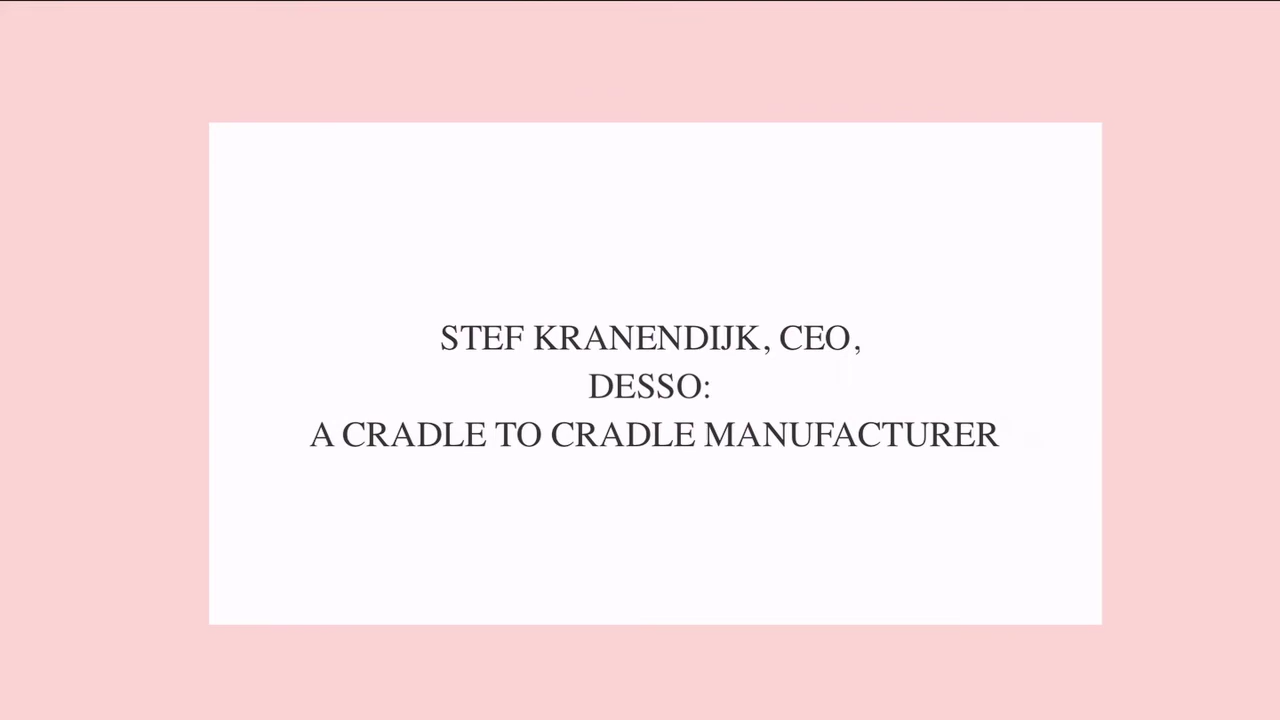 STEF KRANENDIJK, CEO,
DESSO:
A CRADLE TO CRADLE MANUFACTURER